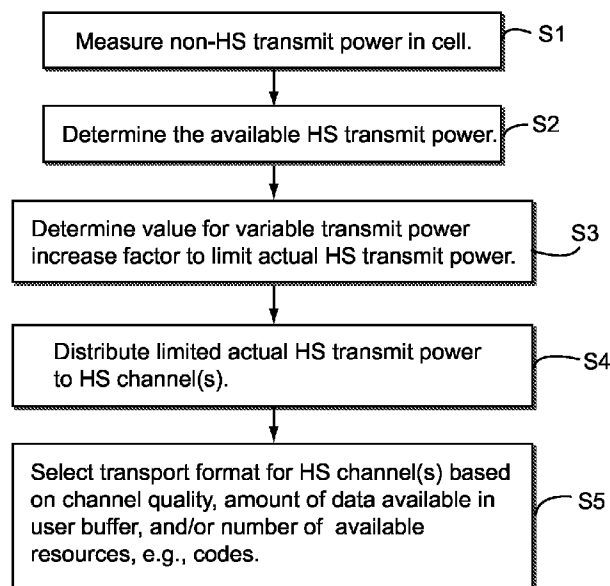 Measure non-HS transmit power in cell.
S1
Determine the available HS transmit power.
S2
Determine value for variable transmit power
increase factor to limit actual HS transmit power.
S3
Distribute limited actual HS transmit power
to HS channel(s).
S4
Select transport format for HS channel(s) based
on channel quality, amount of data available in
user buffer, and/or number of available
resources, e.g., codes.
S5